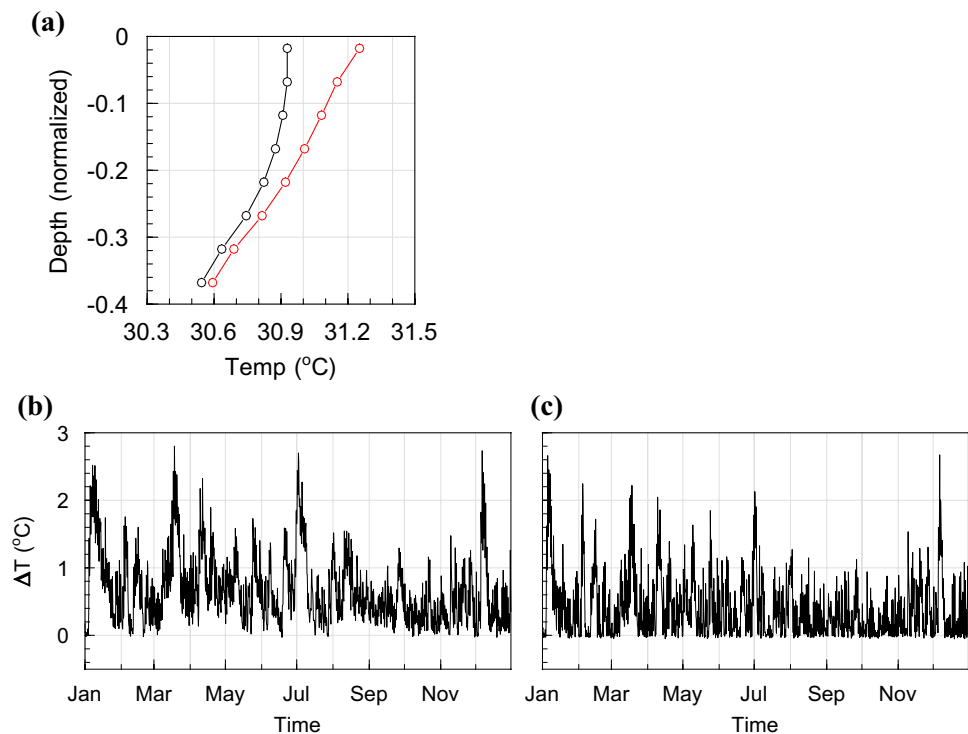 (a)
0
-0.1
-0.2
-0.3
-0.4
Depth (normalized)
30.3 30.6 30.9 31.2 31.5
Temp (°C)
(b)
3
2
1
0
ΔT (°C)
Jan Mar May Jul Sep Nov
Time
(c)
Jan Mar May Jul Sep Nov
Time